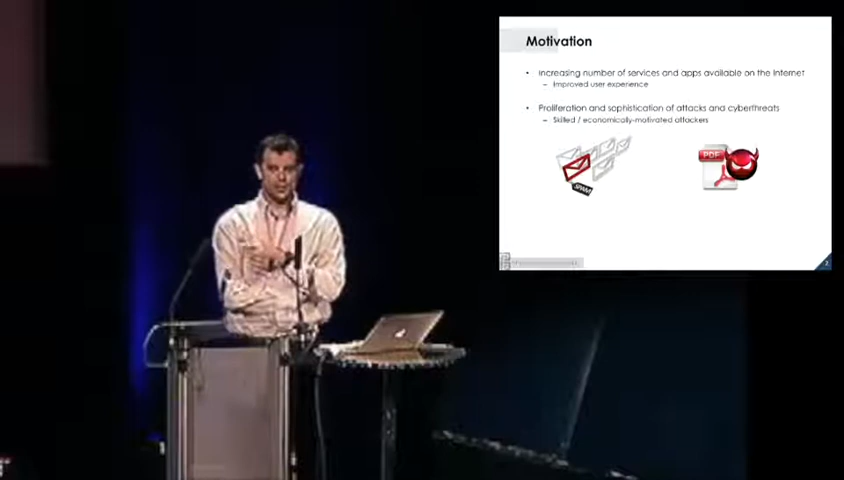 Motivation
• Increasing number of services and apps available on the Internet
– Improved user experience
• Proliferation and sophistication of attacks and cyberthreats
– Skilled / economically-motivated attackers
SPAM
PDF
2